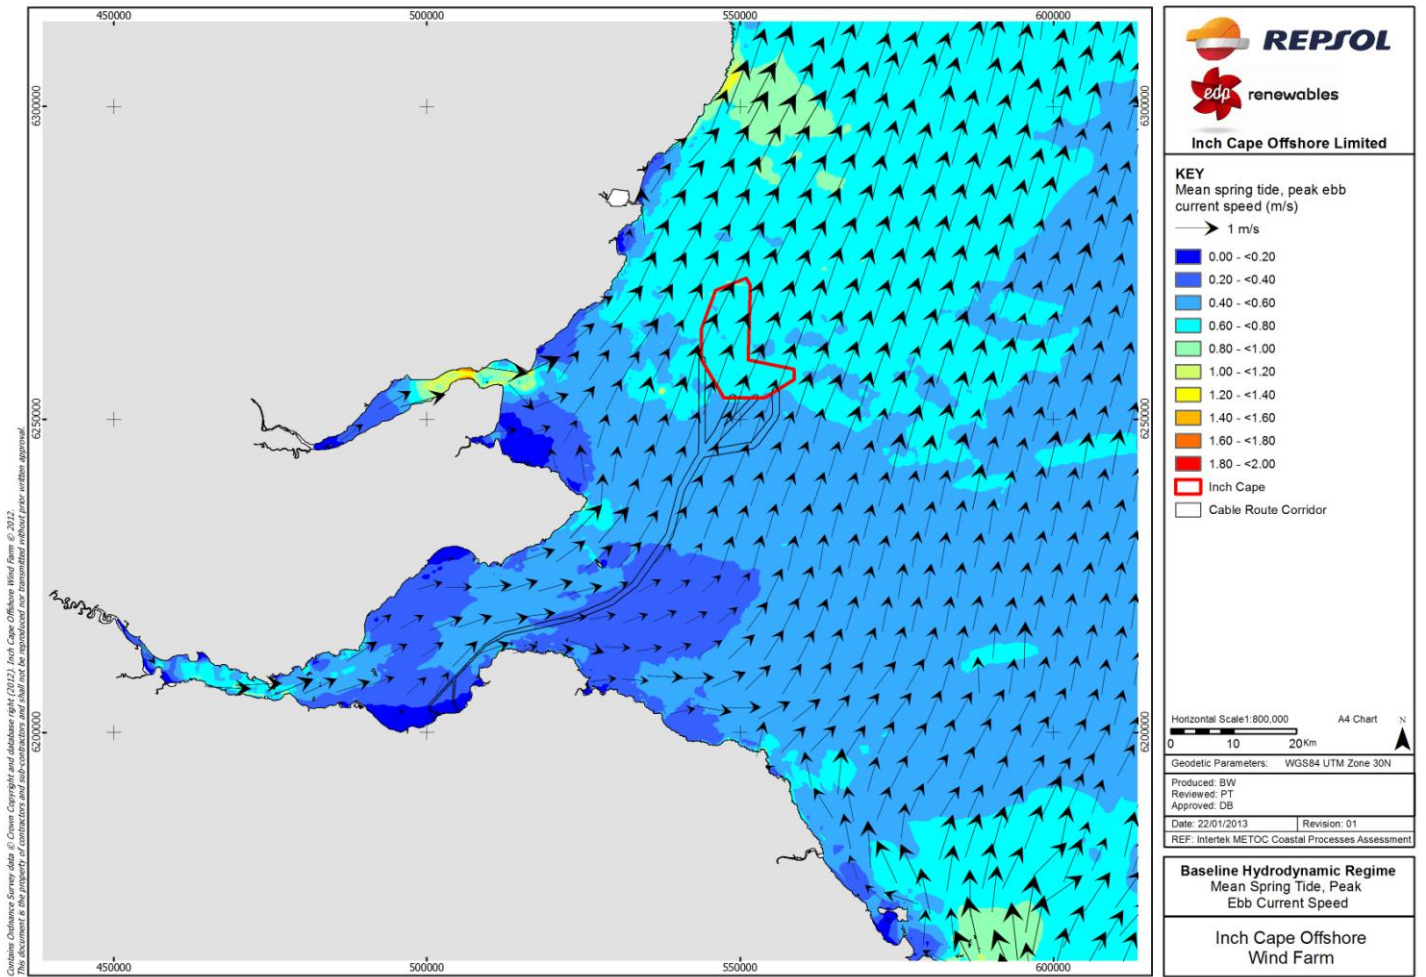 450000
500000
550000
600000
6300000
6250000
6200000
6300000
6250000
6200000
450000
500000
550000
600000
Contains Ordnance Survey data © Crown Copyright and database right (2012). Inch Cape Offshore Wind Farm © 2012.
This document is the property of contractors and sub-contractors and shall not be reproduced nor transmitted without prior written approval.
REPSOL
edp renewables
Inch Cape Offshore Limited
KEY
Mean spring tide, peak ebb
current speed (m/s)
1 m/s
0.00 - <0.20
0.20 - <0.40
0.40 - <0.60
0.60 - <0.80
0.80 - <1.00
1.00 - <1.20
1.20 - <1.40
1.40 - <1.60
1.60 - <1.80
1.80 - <2.00
Inch Cape
Cable Route Corridor
Horizontal Scale1:800,000 A4 Chart N
0 10 20Km
Geodetic Parameters: WGS84 UTM Zone 30N
Produced: BW
Reviewed: PT
Approved: DB
Date: 22/01/2013 Revision: 01
REF: Intertek METOC Coastal Processes Assessment
Baseline Hydrodynamic Regime
Mean Spring Tide, Peak
Ebb Current Speed
Inch Cape Offshore
Wind Farm